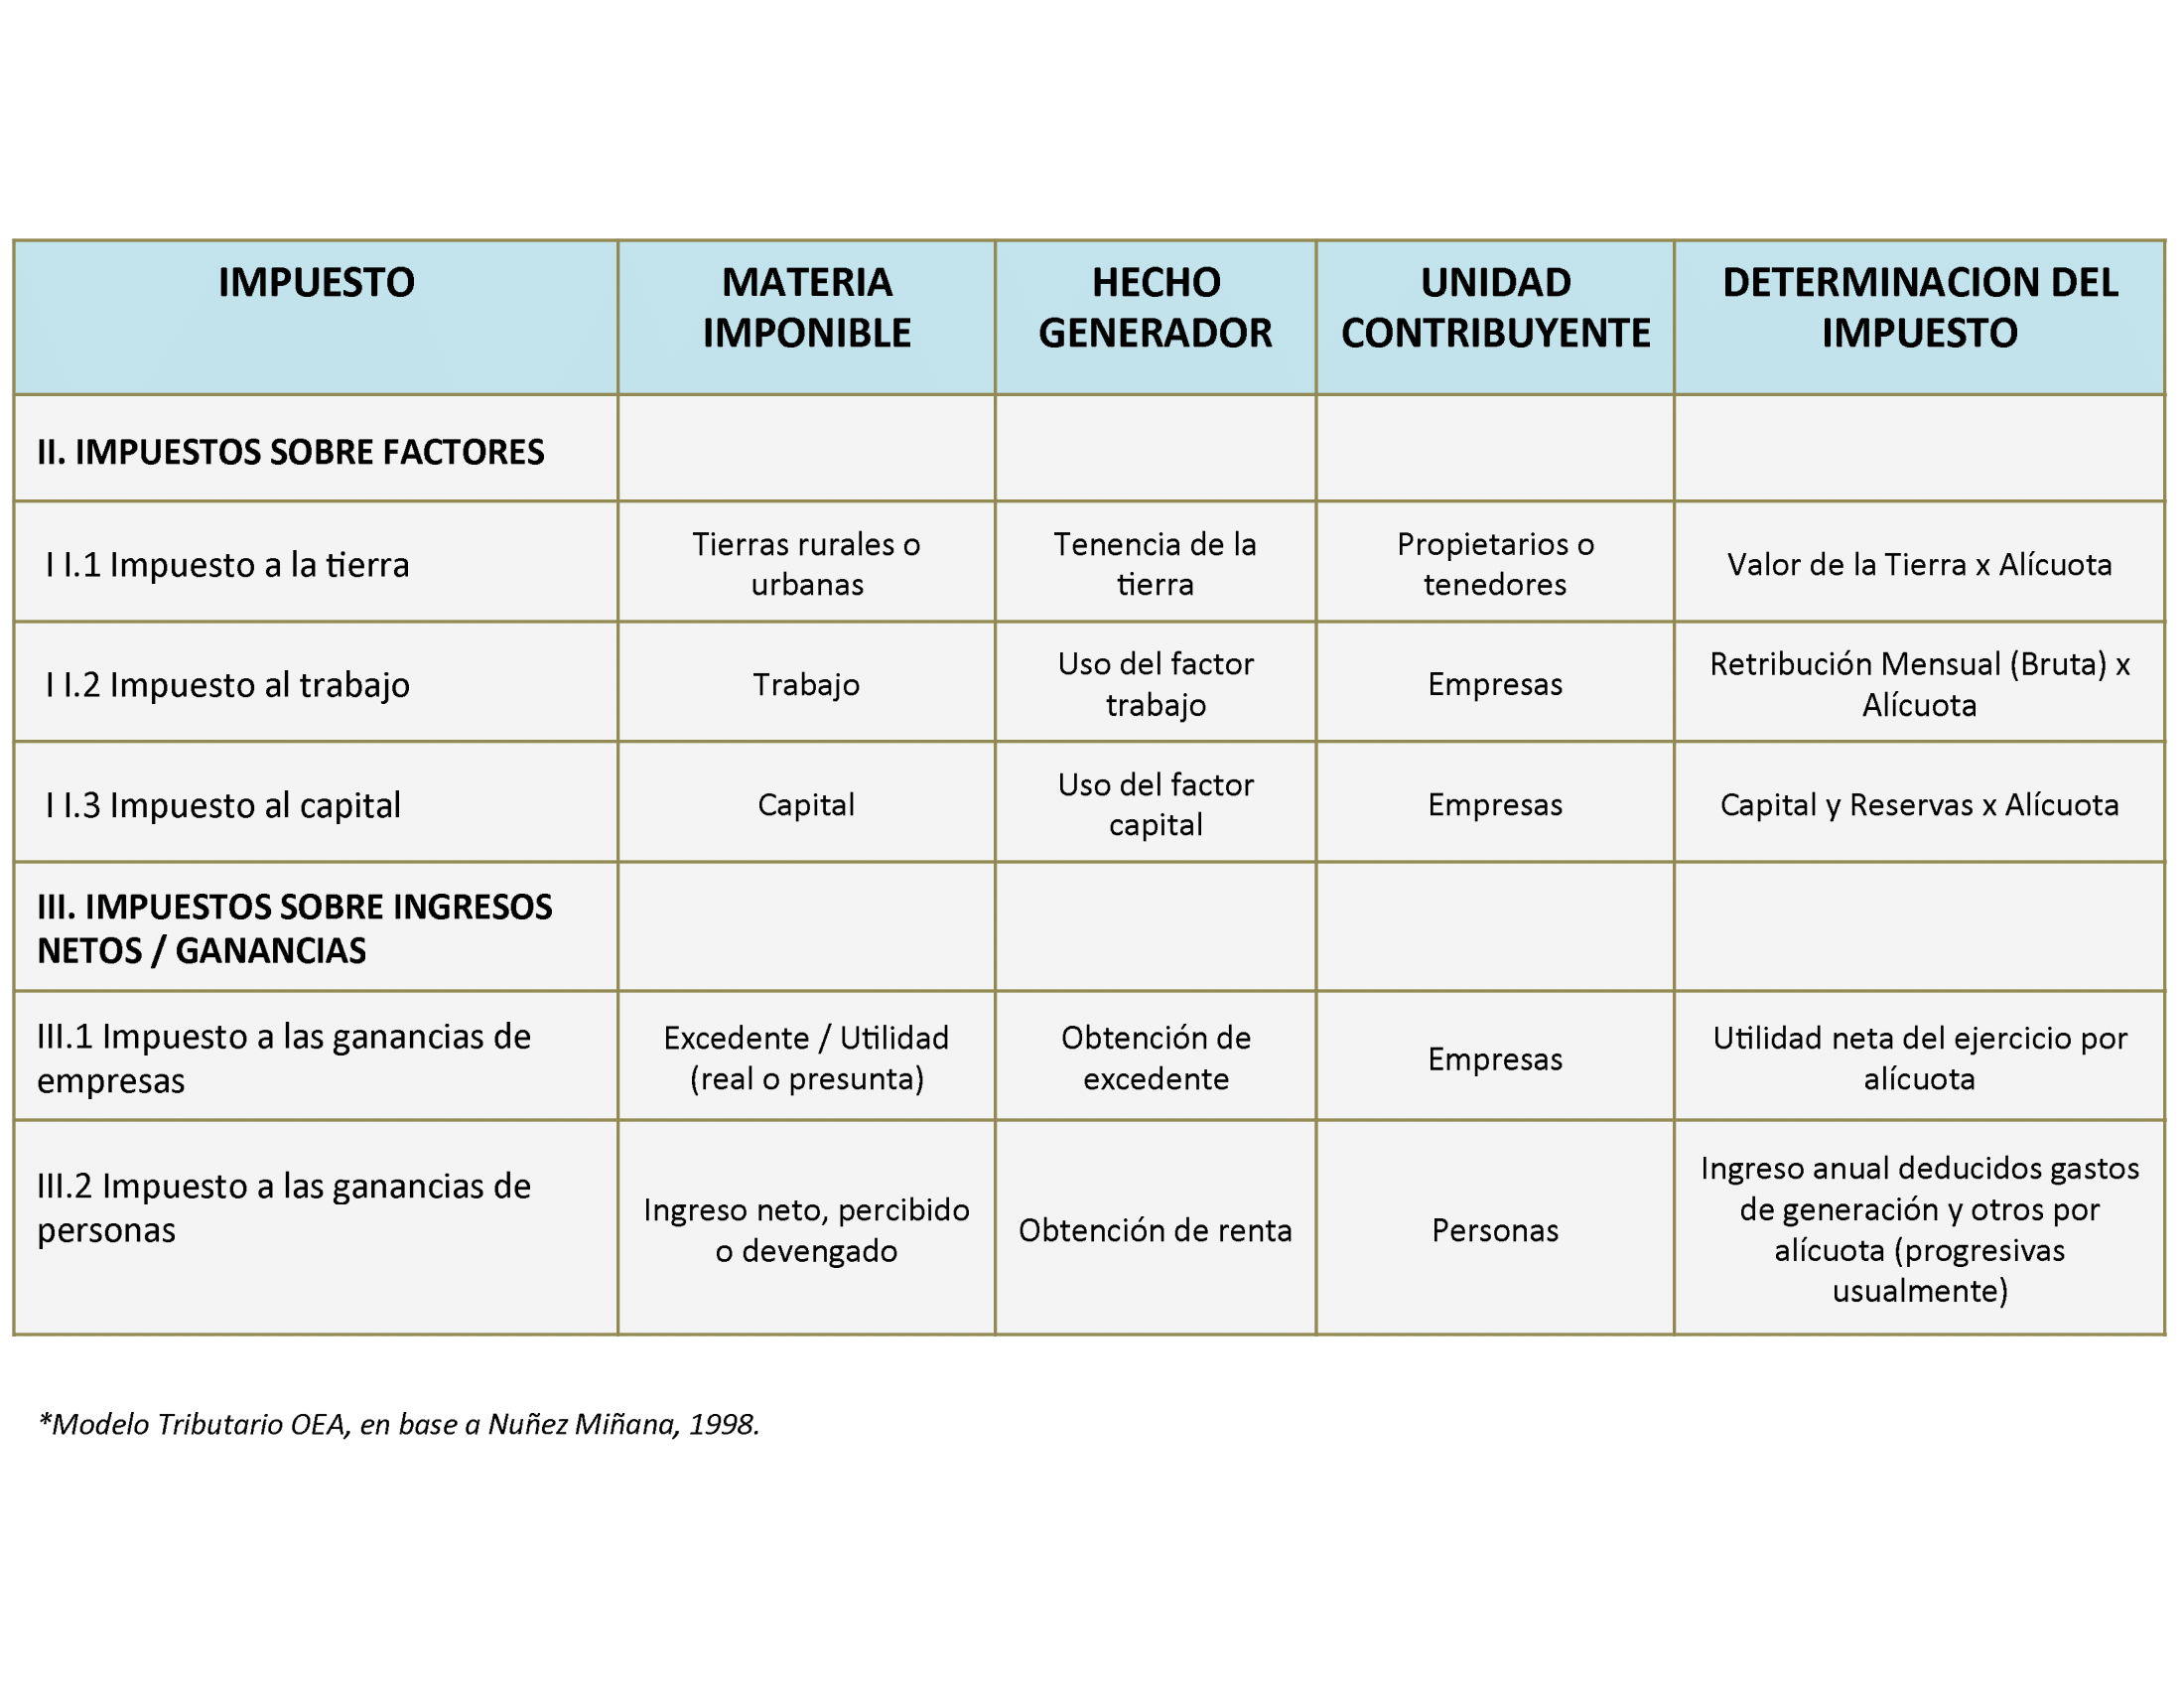 IMPUESTO
MATERIA
IMPONIBLE
HECHO
GENERADOR
UNIDAD
CONTRIBUYENTE
DETERMINACION DEL
IMPUESTO
II. IMPUESTOS SOBRE FACTORES
I I.1 Impuesto a la tierra
Tierras rurales o
urbanas
Tenencia de la
tierra
Propietarios o
tenedores
Valor de la Tierra x Alícuota
I I.2 Impuesto al trabajo
Trabajo
Uso del factor
trabajo
Empresas
Retribución Mensual (Bruta) x
Alícuota
I I.3 Impuesto al capital
Capital
Uso del factor
capital
Empresas
Capital y Reservas x Alícuota
III. IMPUESTOS SOBRE INGRESOS
NETOS / GANANCIAS
III.1 Impuesto a las ganancias de
empresas
Excedente / Utilidad
(real o presunta)
Obtención de
excedente
Empresas
Utilidad neta del ejercicio por
alícuota
III.2 Impuesto a las ganancias de
personas
Ingreso neto, percibido
o devengado
Obtención de renta
Personas
Ingreso anual deducidos gastos
de generación y otros por
alícuota (progresivas
usualmente)
*Modelo Tributario OEA, en base a Nuñez Miñana, 1998.